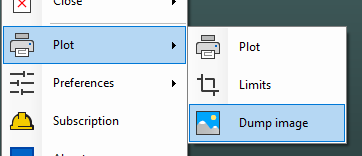 Close
Plot
Preferences
Subscription
Plot
Limits
Dump image